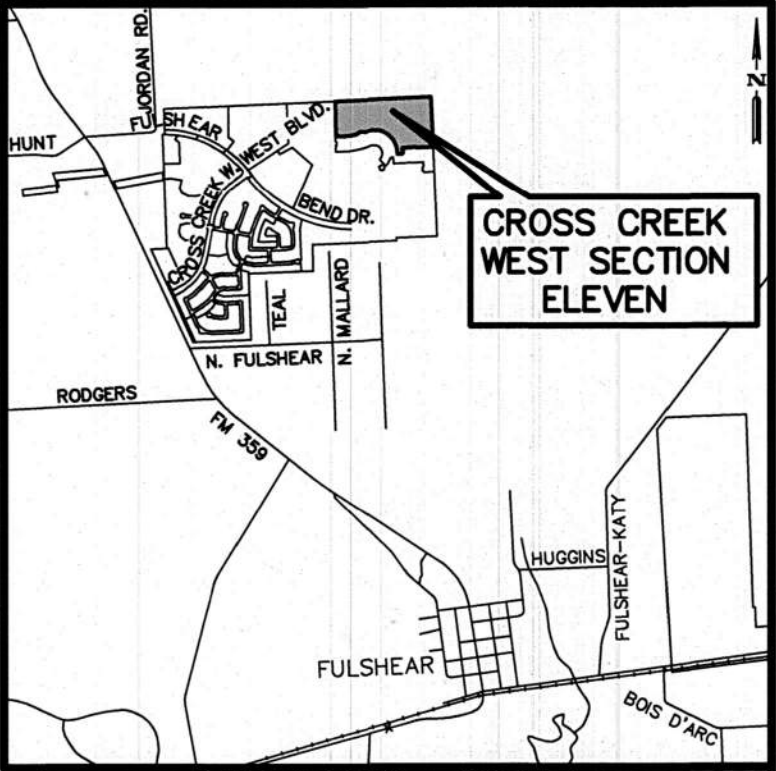 JORDAN RD.
HUNT
FULSHEAR
BEND DR.
CROSS CREEK W.
WEST BLVD.
N
CROSS CREEK
WEST SECTION
ELEVEN
TEAL
N. MALLARD
N. FULSHEAR
RODGERS
FM 359
HUGGINS
FULSHEAR-KATY
FULSHEAR
BOIS D'ARC